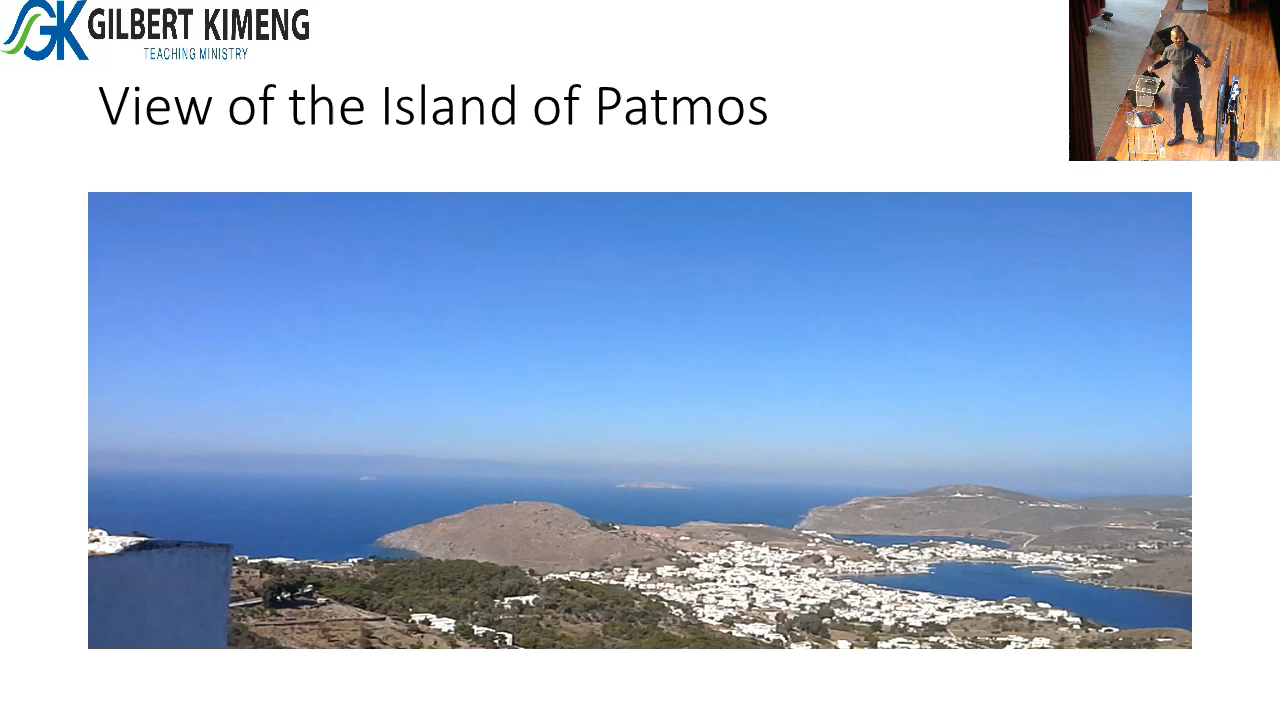 GILBERT KIMENG
TEACHING MINISTRY
View of the Island of Patmos